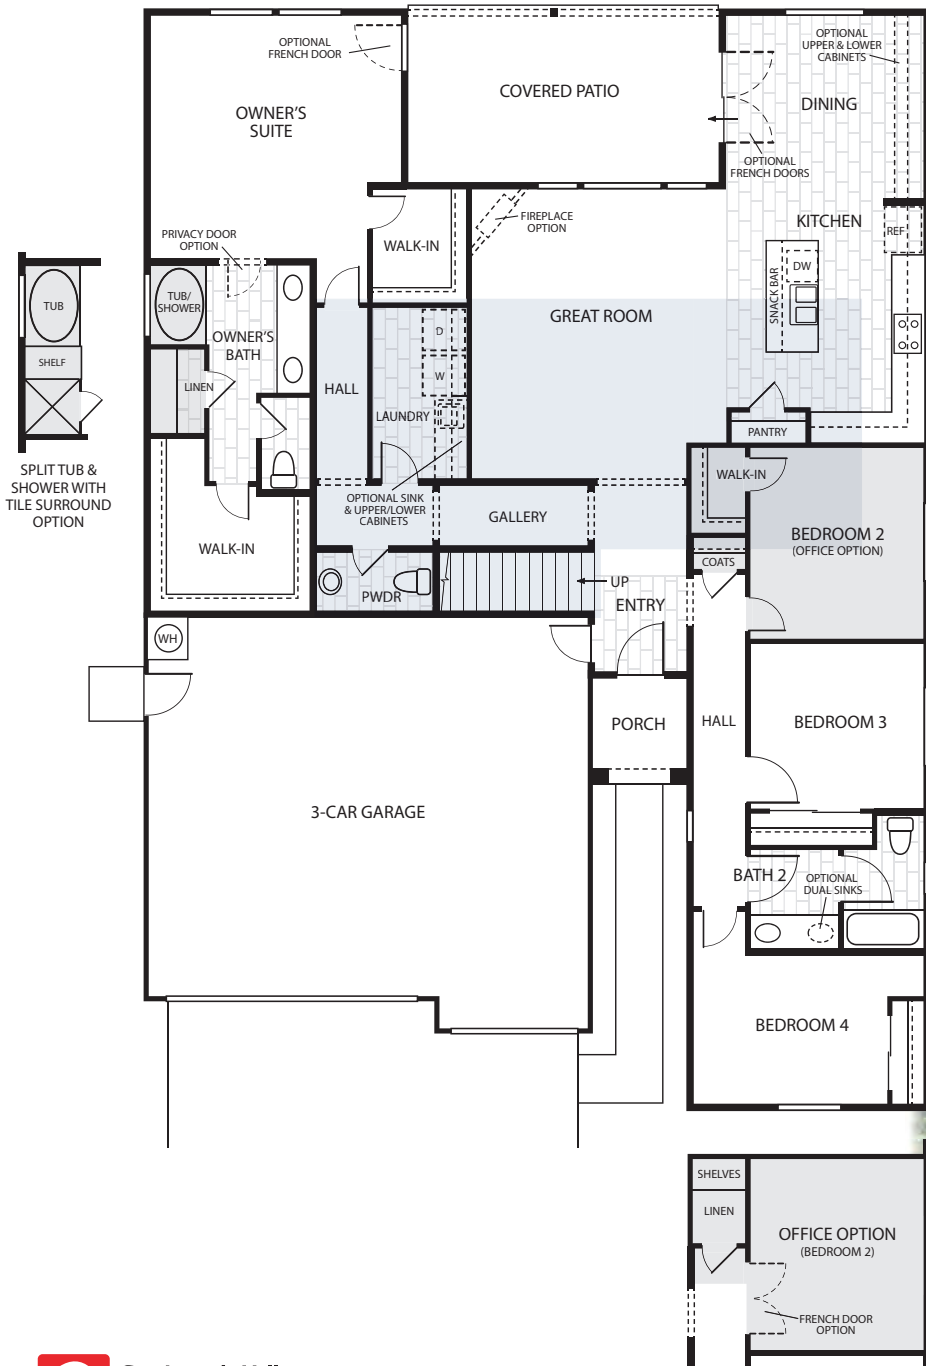 OPTIONAL
FRENCH DOOR
OWNER'S
SUITE
COVERED PATIO
OPTIONAL
UPPER & LOWER
CABINETS
DINING
OPTIONAL
FRENCH DOORS
PRIVACY DOOR
OPTION
WALK-IN
FIREPLACE
OPTION
KITCHEN
REF
DW
SNACK BAR
TUB
SHELF
SPLIT TUB &
SHOWER WITH
TILE SURROUND
OPTION
TUB/
SHOWER
OWNER'S
BATH
LINEN
HALL
D
W
LAUNDRY
GREAT ROOM
PANTRY
WALK-IN
OPTIONAL SINK
& UPPER/LOWER
CABINETS
GALLERY
WALK-IN
BEDROOM 2
(OFFICE OPTION)
COATS
PWDR
UP
ENTRY
WH
PORCH
HALL
BEDROOM 3
3-CAR GARAGE
BATH 2
OPTIONAL
DUAL SINKS
BEDROOM 4
SHELVES
LINEN
OFFICE OPTION
(BEDROOM 2)
FRENCH DOOR
OPTION